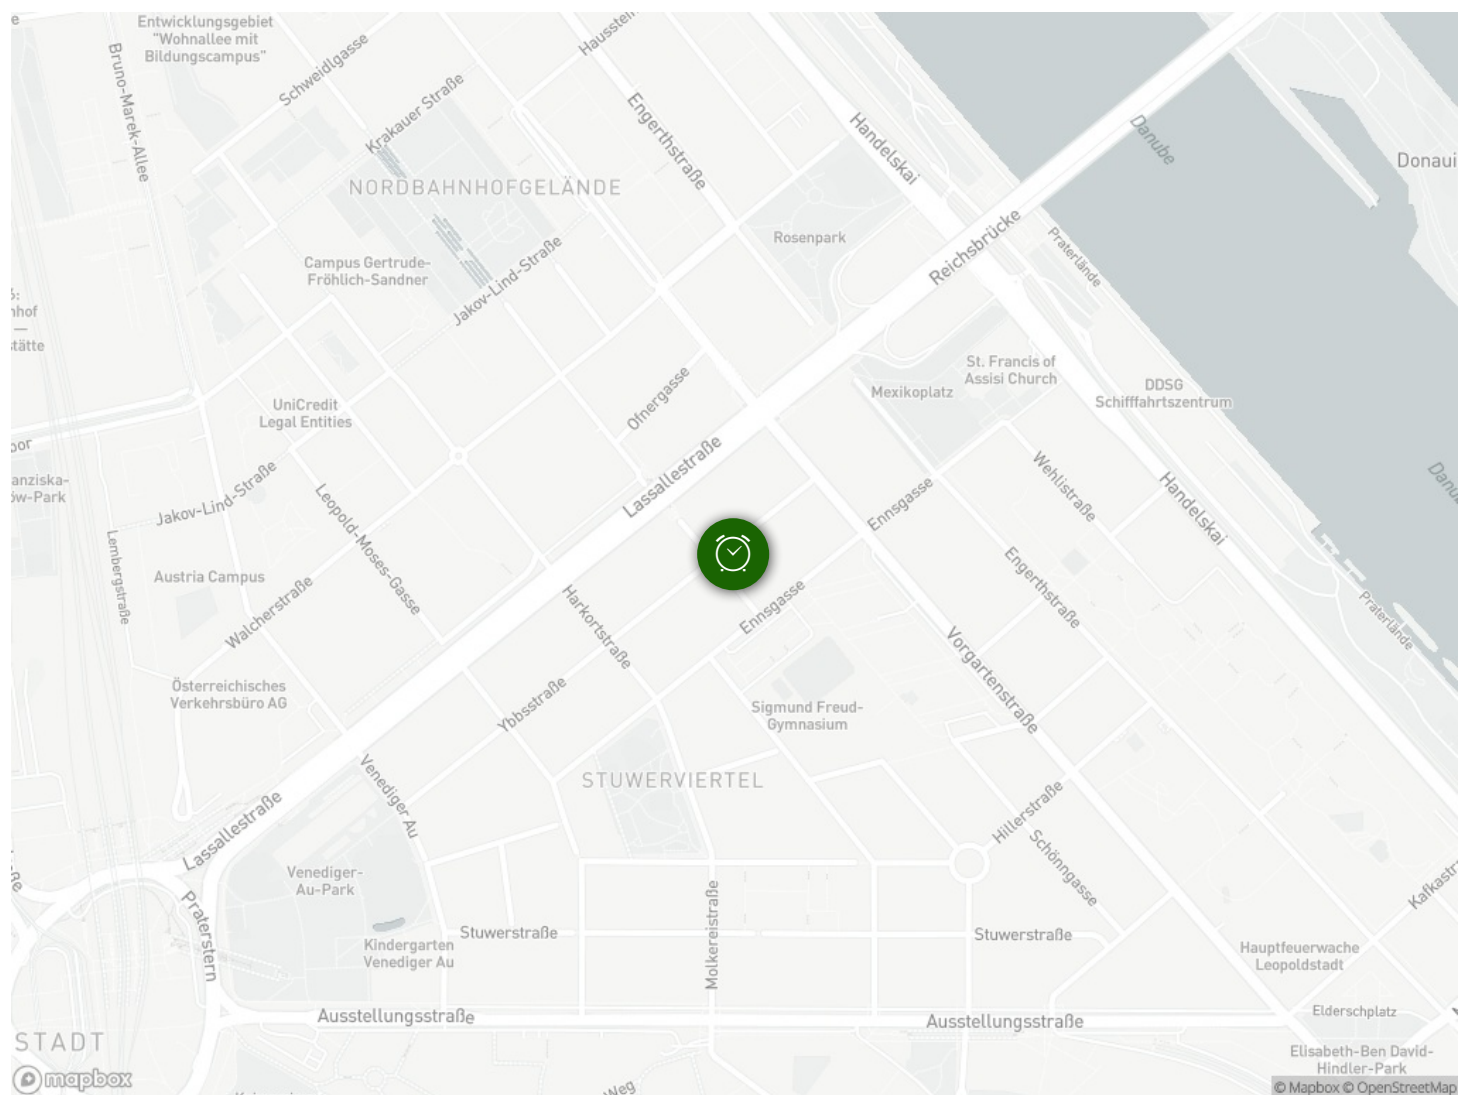 Entwicklungsgebiet
"Wohnallee mit
Bildungscampus"
Bruno-Marek-Allee
Schweidlgasse
Krakauer Straße
Engerthstraße
Handelskai
Danube
NORDBAHNHOFGELÄNDE
Rosenpark
Reichsbrücke
Praterlände
Campus Gertrude-
Fröhlich-Sandner
Jakov-Lind-Straße
St. Francis of
Assisi Church
Mexikoplatz
DDSG
Schifffahrtszentrum
UniCredit
Legal Entities
Ofnergasse
Lassallestraße
Jakov-Lind-Straße
Leopold-Moses-Gasse
Ennsgasse
Wehlistraße
Handelskai
Lembergstraße
Austria Campus
Walcherstraße
Harkortstraße
Ennsgasse
Engerthstraße
Praterlände
Vorgartenstraße
Österreichisches
Verkehrsbüro AG
Ybbsstraße
Sigmund Freud-
Gymnasium
STUWERVIERTEL
Venediger Au
Lassallestraße
Hillerstraße
Schönngasse
Venediger-
Au-Park
Praterstern
Kindergarten
Venediger Au
Stuwerstraße
Molkereistraße
Stuwerstraße
Hauptfeuerwache
Leopoldstadt
Ausstellungsstraße
Ausstellungsstraße
Elderschplatz
STADT
Elisabeth-Ben David-
Hindler-Park
mapbox
Weg
© Mapbox © OpenStreetMap